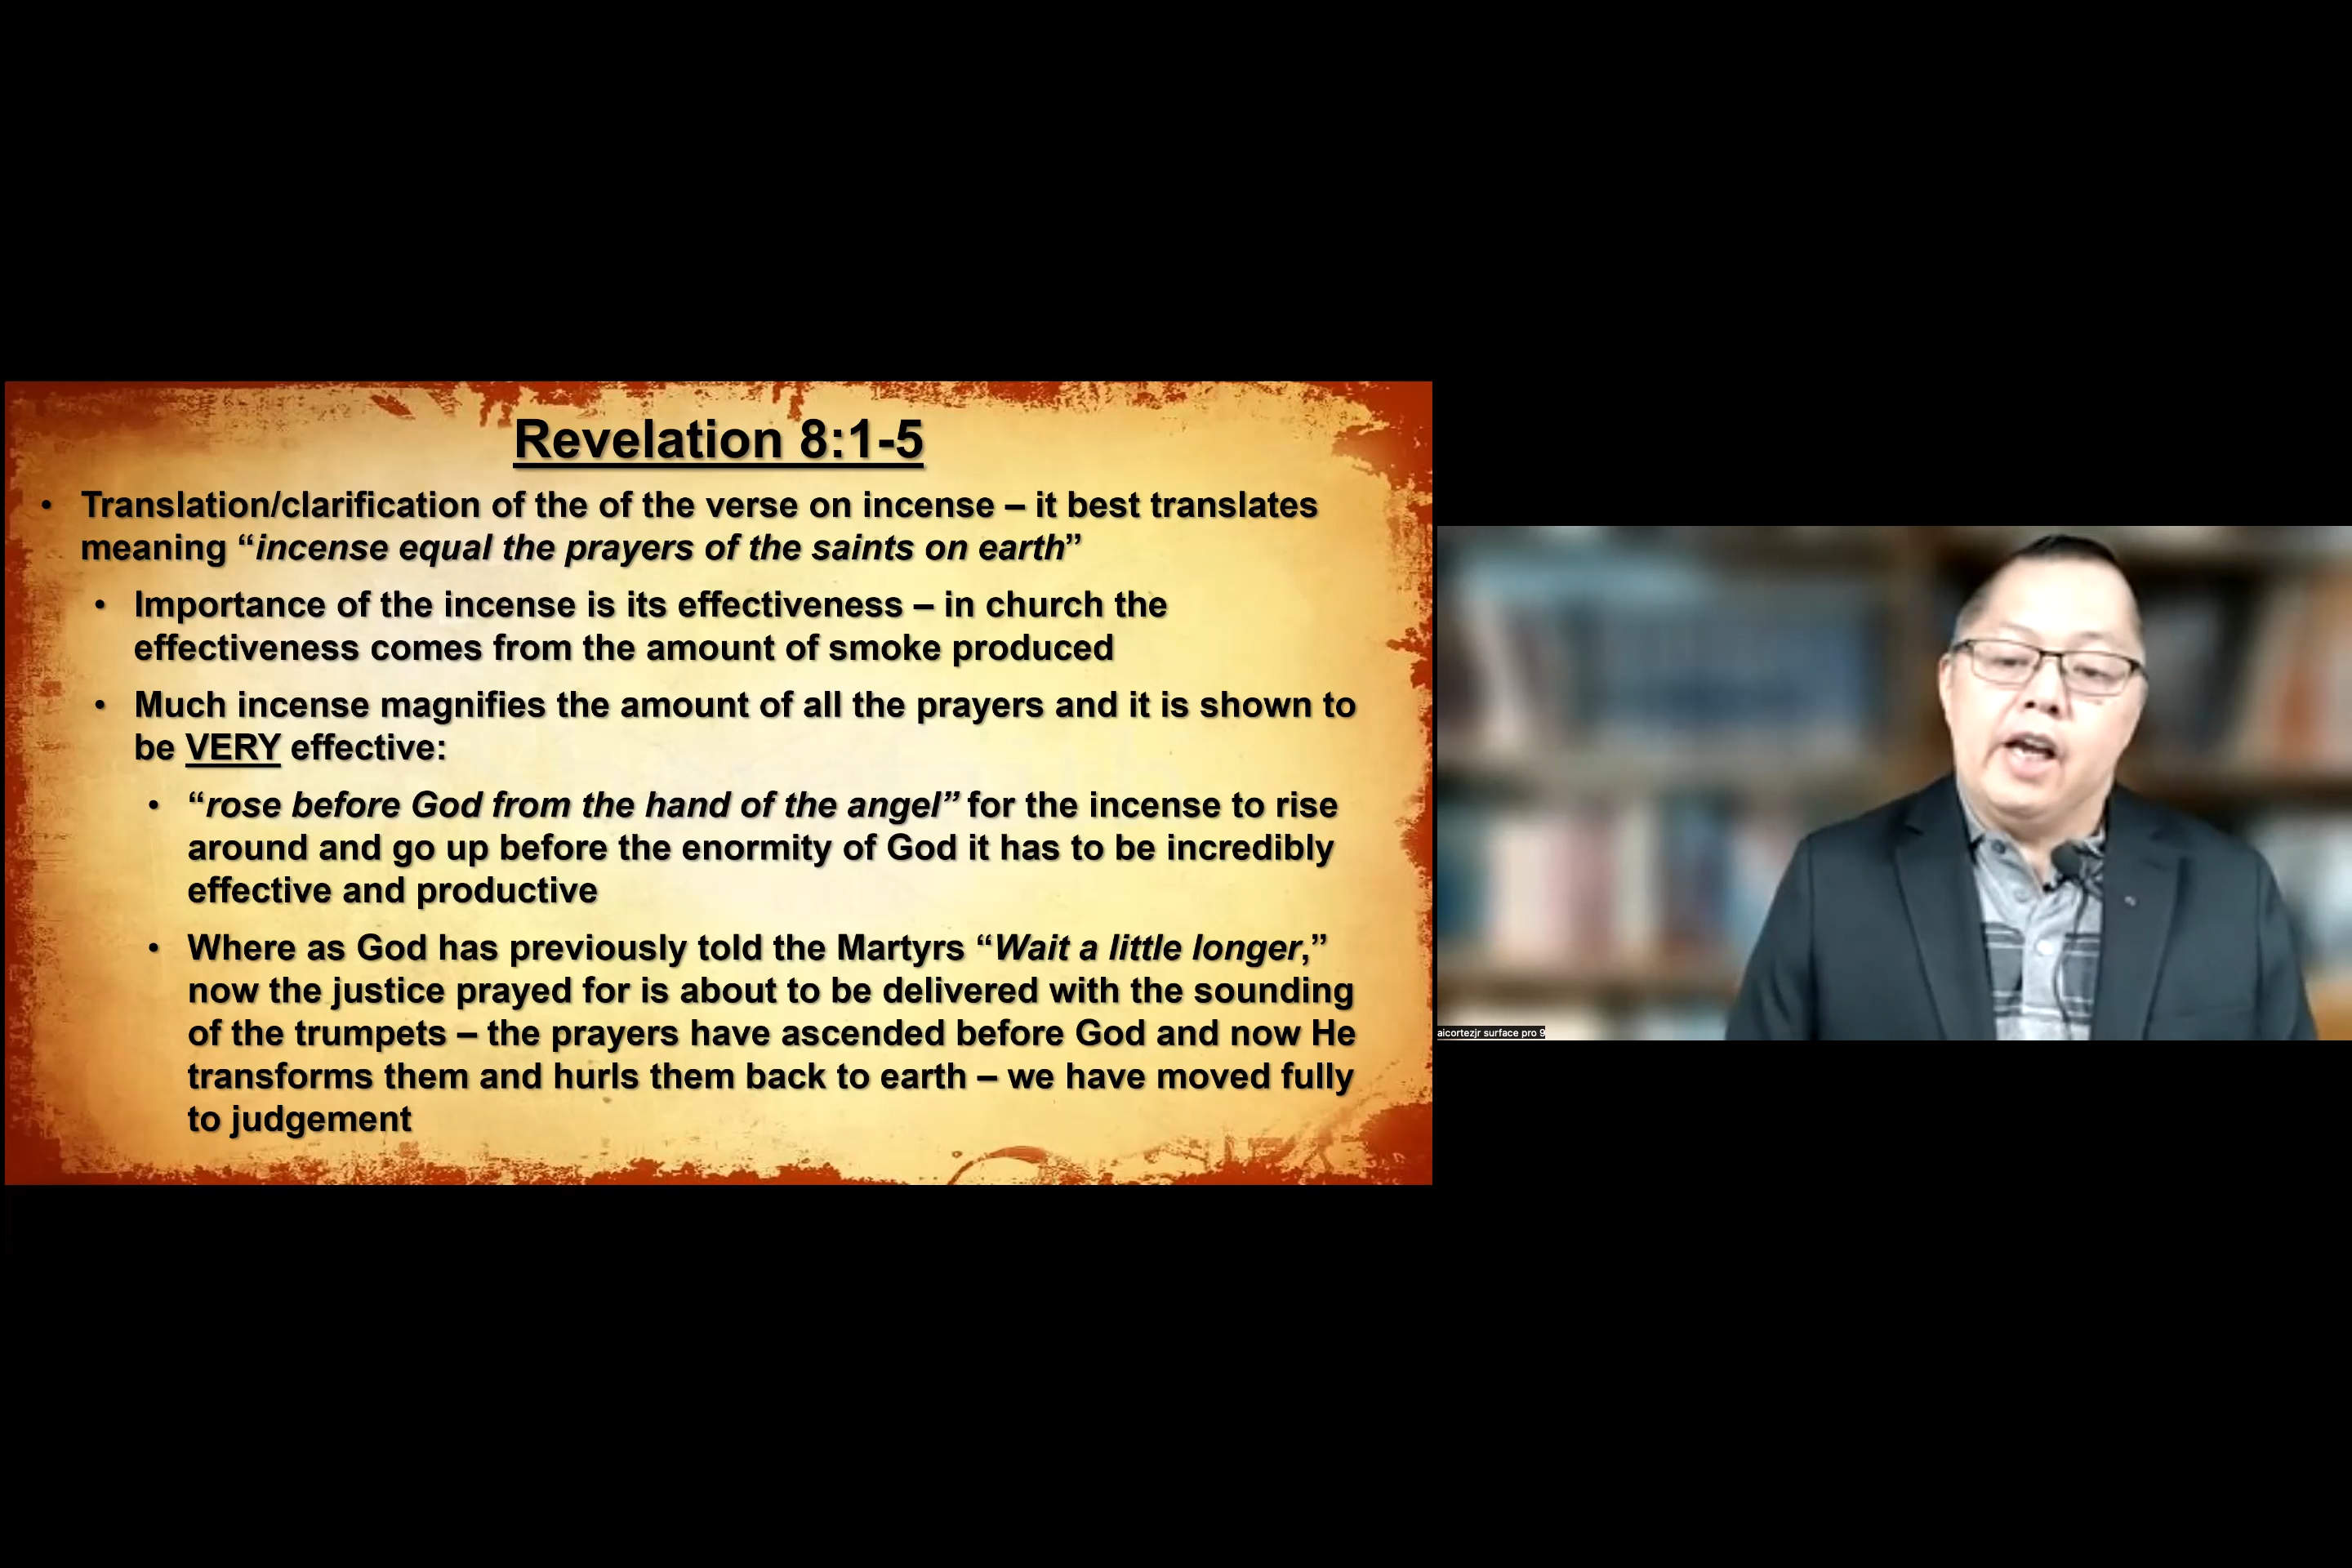 Revelation 8:1-5
• Translation/clarification of the of the verse on incense – it best translates
meaning “incense equal the prayers of the saints on earth”
• Importance of the incense is its effectiveness – in church the
effectiveness comes from the amount of smoke produced
• Much incense magnifies the amount of all the prayers and it is shown to
be VERY effective:
• “rose before God from the hand of the angel” for the incense to rise
around and go up before the enormity of God it has to be incredibly
effective and productive
• Where as God has previously told the Martyrs “Wait a little longer,”
now the justice prayed for is about to be delivered with the sounding
of the trumpets – the prayers have ascended before God and now He
transforms them and hurls them back to earth – we have moved fully
to judgement
aicortezjr surface pro 9